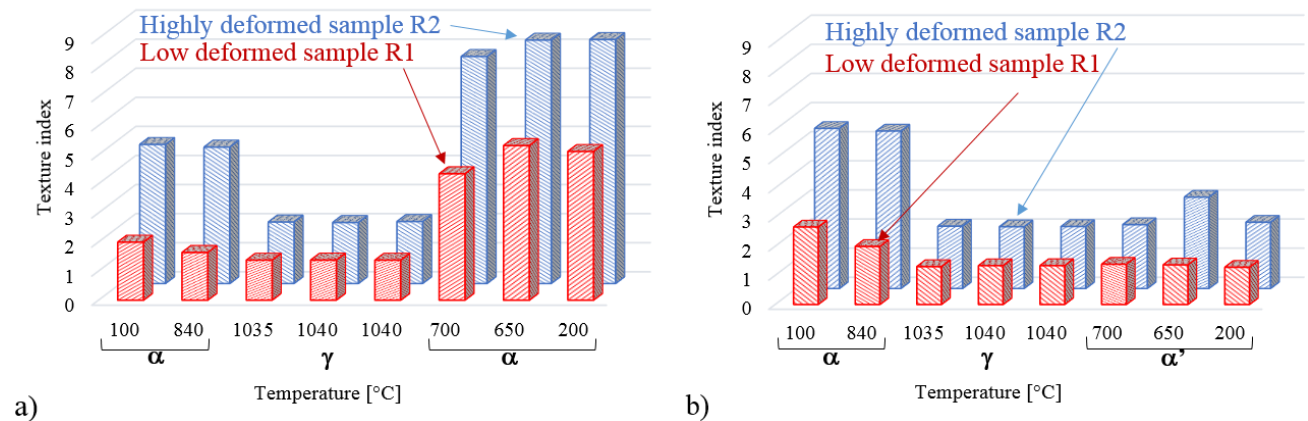 Highly deformed sample R2
Low deformed sample R1
Texture index
9
8
7
6
5
4
3
2
1
0
100 840 1035 1040 1040 700 650 200
α γ α
Temperature [°C]
a)
Highly deformed sample R2
Low deformed sample R1
Texture index
9
8
7
6
5
4
3
2
1
0
100 840 1035 1040 1040 700 650 200
α γ α’
Temperature [°C]
b)